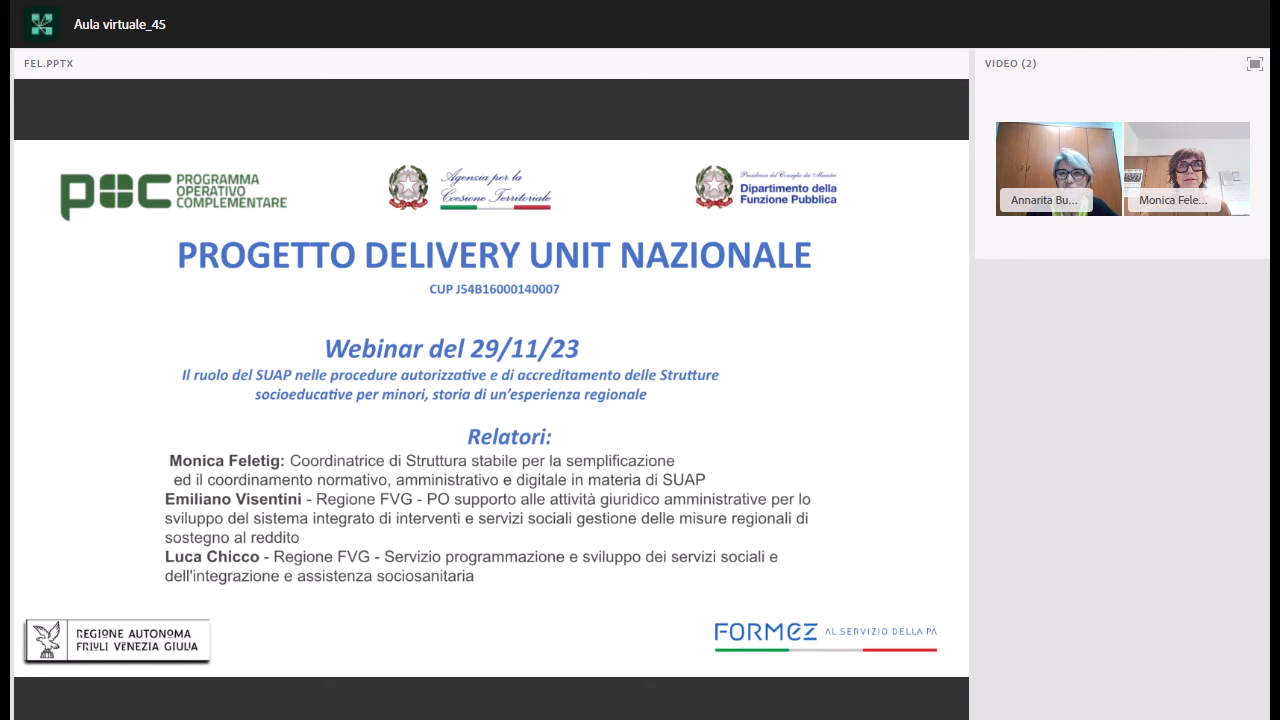 Aula virtuale_45
FEL.PPTX
VIDEO (2)
POC PROGRAMMA
OPERATIVO
COMPLEMENTARE
Agenzia per la
Coesione Territoriale
Presidenza del Consiglio dei Ministri
Dipartimento della
Funzione Pubblica
Annarita Bu...
Monica Fele...
PROGETTO DELIVERY UNIT NAZIONALE
CUP J54B16000140007
Webinar del 29/11/23
Il ruolo del SUAP nelle procedure autorizzative e di accreditamento delle Strutture
socioeducative per minori, storia di un'esperienza regionale
Relatori:
Monica Feletig: Coordinatrice di Struttura stabile per la semplificazione
ed il coordinamento normativo, amministrativo e digitale in materia di SUAP
Emiliano Visentini - Regione FVG - PO supporto alle attività giuridico amministrative per lo
sviluppo del sistema integrato di interventi e servizi sociali gestione delle misure regionali di
sostegno al reddito
Luca Chicco - Regione FVG - Servizio programmazione e sviluppo dei servizi sociali e
dell'integrazione e assistenza sociosanitaria
REGIONE AUTONOMA
FRIULI VENEZIA GIULIA
FORMEZ AL SERVIZIO DELLA PA